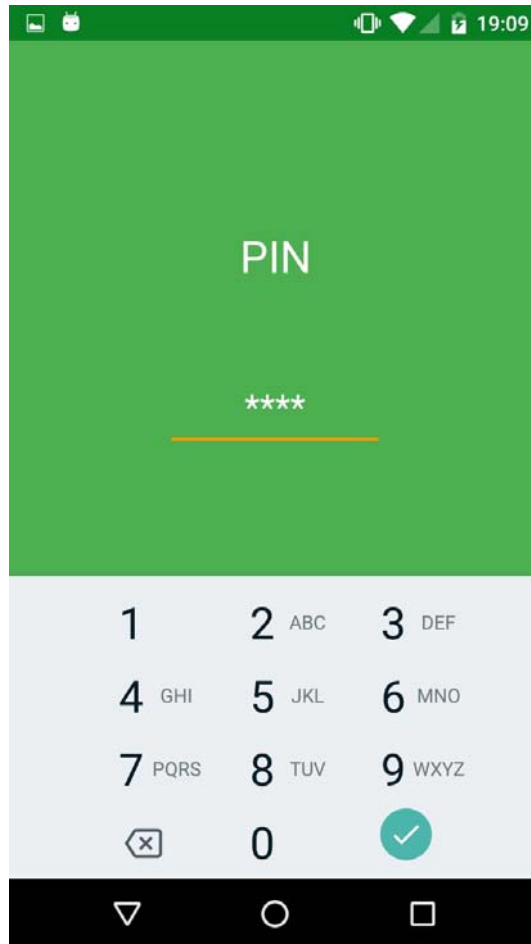 19:09
PIN
****
1 2 ABC 3 DEF
4 GHI 5 JKL 6 MNO
7 PQRS 8 TUV 9 WXYZ
0